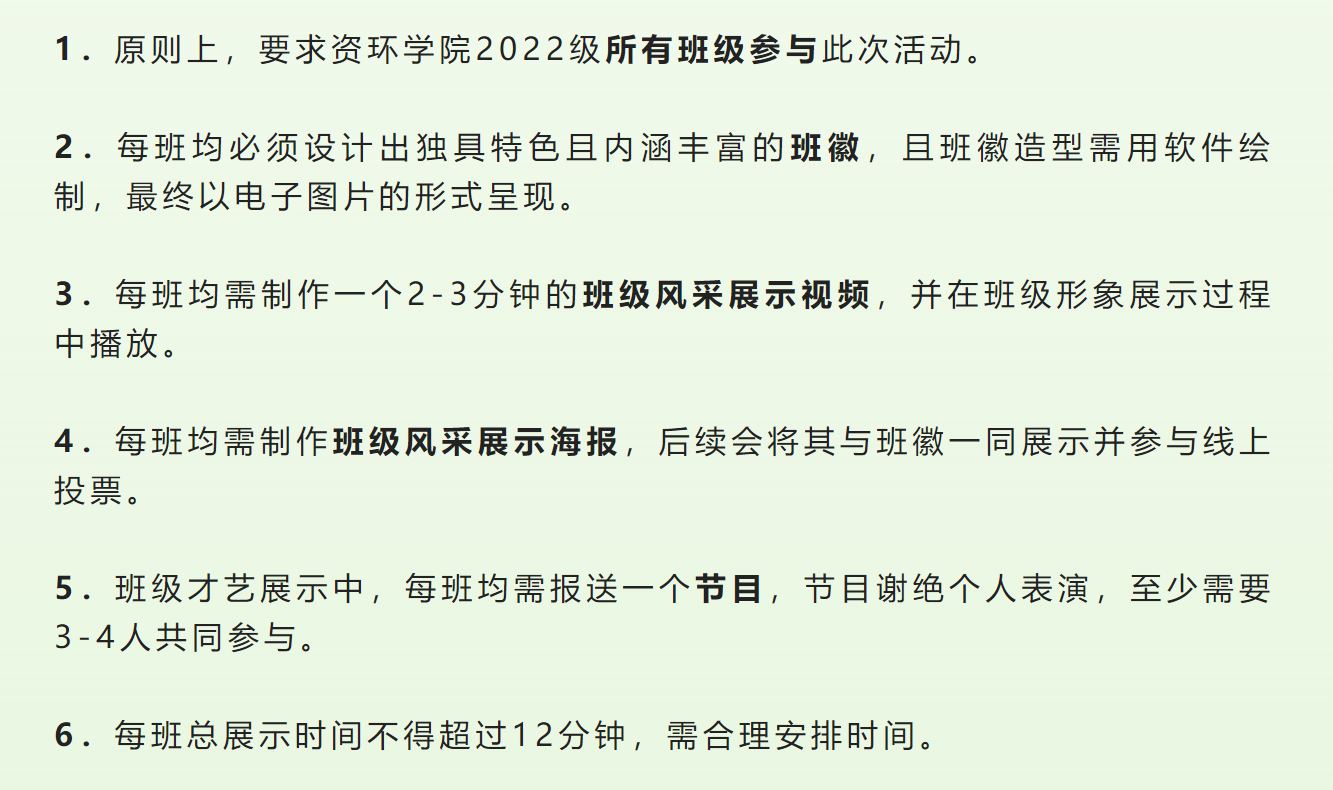 1. 原则上，要求资环学院2022级所有班级参与此次活动。
2. 每班均必须设计出独具特色且内涵丰富的班徽，且班徽造型需用软件绘
制，最终以电子图片的形式呈现。
3. 每班均需制作一个2-3分钟的班级风采展示视频，并在班级形象展示过程
中播放。
4. 每班均需制作班级风采展示海报，后续会将其与班徽一同展示并参与线上
投票。
5. 班级才艺展示中，每班均需报送一个节目，节目谢绝个人表演，至少需要
3-4人共同参与。
6. 每班总展示时间不得超过12分钟，需合理安排时间。